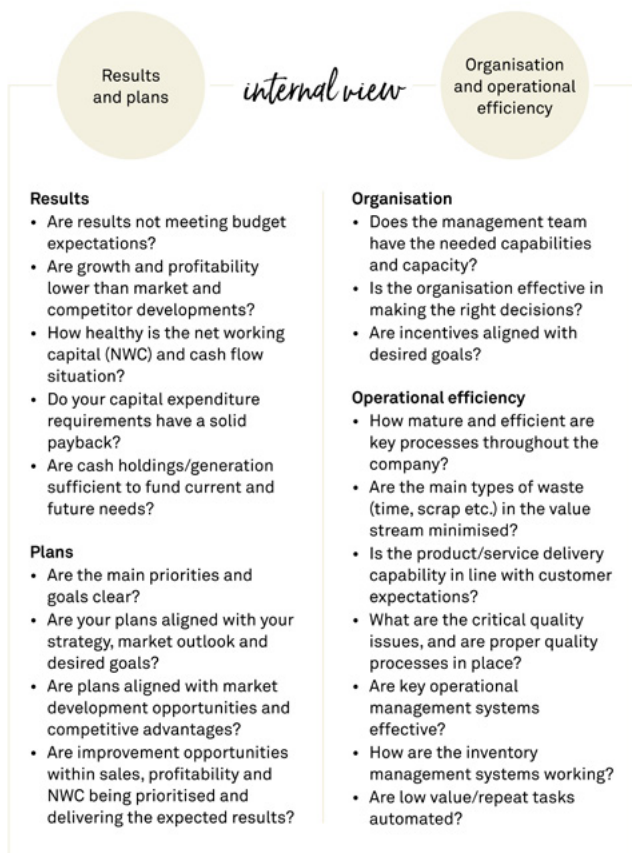 Results
and plans
internal view
Organisation
and operational
efficiency
Results
• Are results not meeting budget
expectations?
• Are growth and profitability
lower than market and
competitor developments?
• How healthy is the net working
capital (NWC) and cash flow
situation?
• Do your capital expenditure
requirements have a solid
payback?
• Are cash holdings/generation
sufficient to fund current and
future needs?
Plans
• Are the main priorities and
goals clear?
• Are your plans aligned with your
strategy, market outlook and
desired goals?
• Are plans aligned with market
development opportunities and
competitive advantages?
• Are improvement opportunities
within sales, profitability and
NWC being prioritised and
delivering the expected results?
Organisation
• Does the management team
have the needed capabilities
and capacity?
• Is the organisation effective in
making the right decisions?
• Are incentives aligned with
desired goals?
Operational efficiency
• How mature and efficient are
key processes throughout the
company?
• Are the main types of waste
(time, scrap etc.) in the value
stream minimised?
• Is the product/service delivery
capability in line with customer
expectations?
• What are the critical quality
issues, and are proper quality
processes in place?
• Are key operational
management systems
effective?
• How are the inventory
management systems working?
• Are low value/repeat tasks
automated?